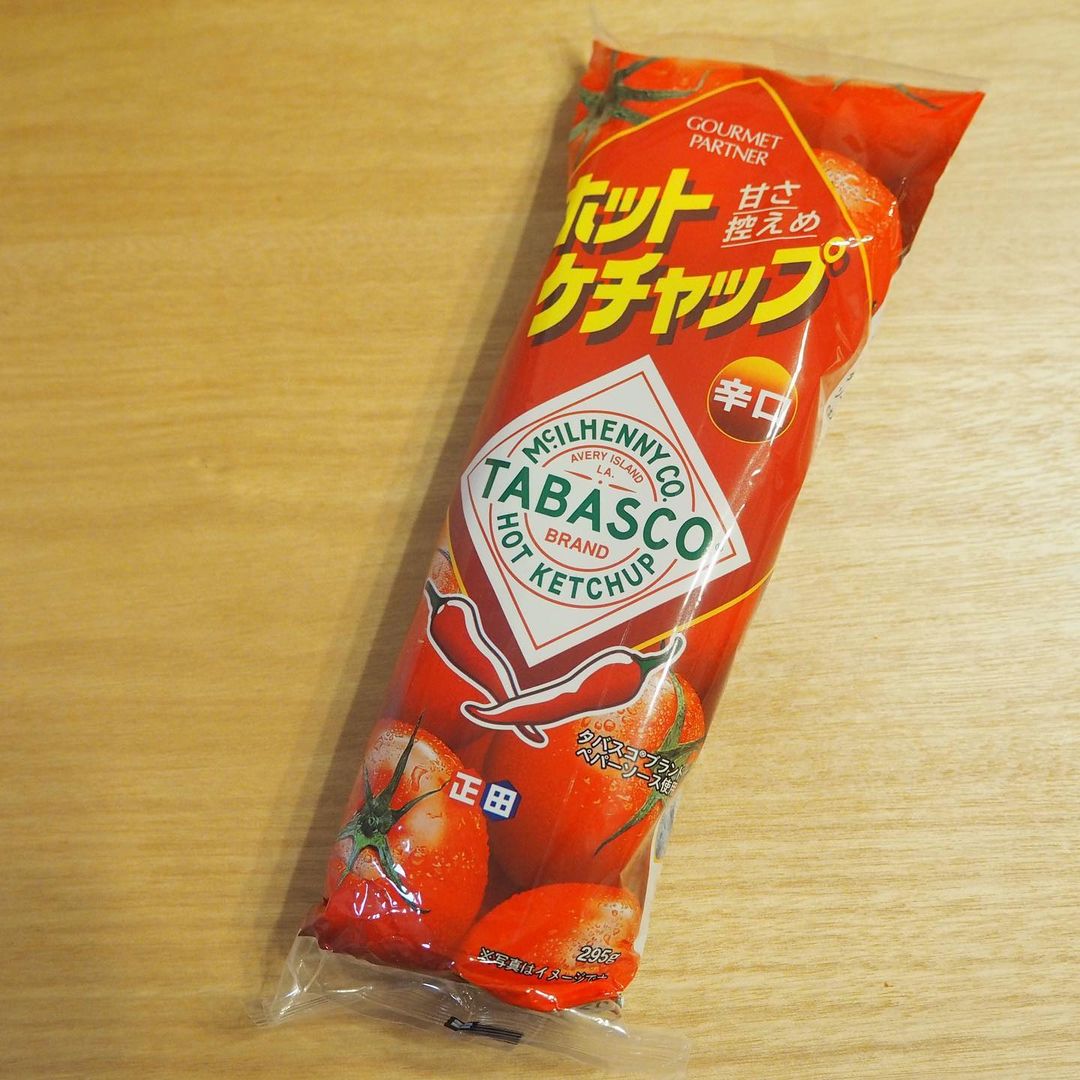 GOURMET
PARTNER
ホット
ケチャップ
甘さ
控えめ
辛口
McILHENNY CO.
AVERY ISLAND
LA.
TABASCO
BRAND
HOT KETCHUP
タバスコ®ブランド
ペパーソース使用
正田
295g
※写真はイメージです